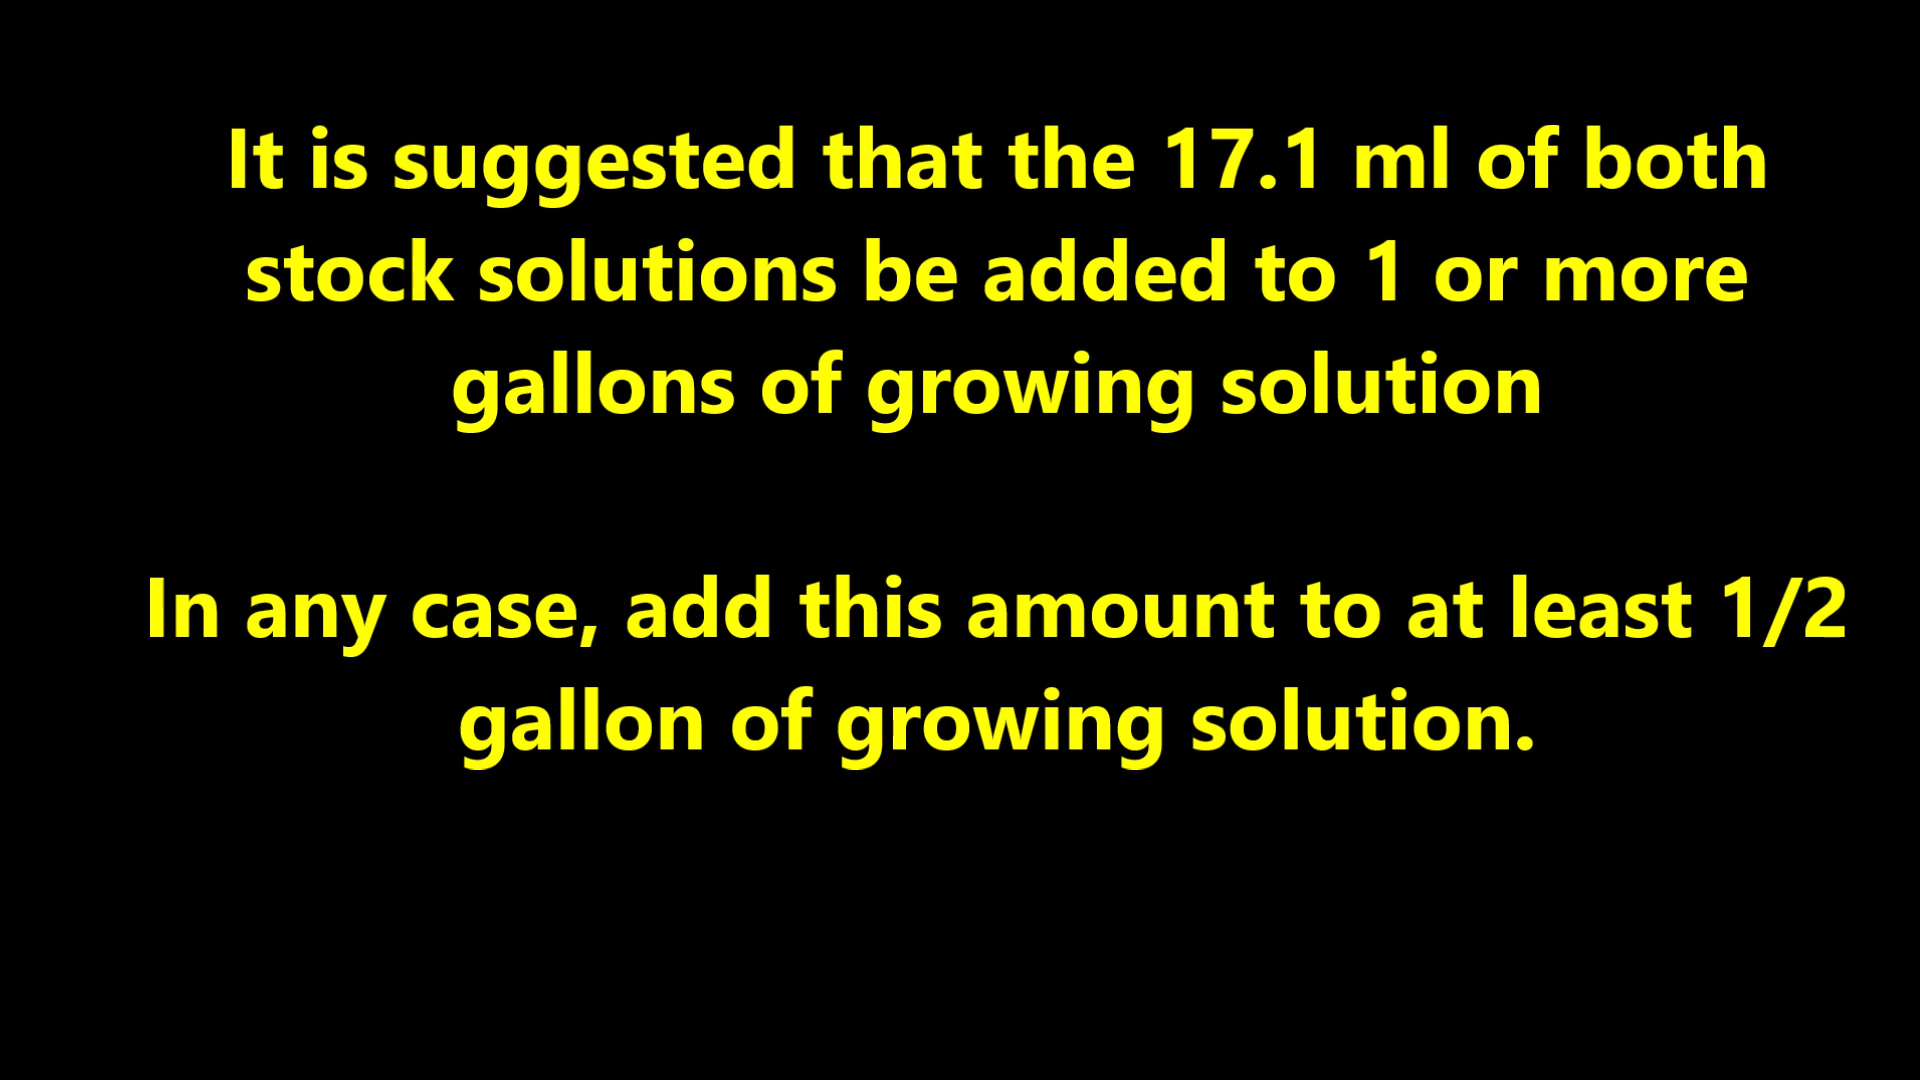 It is suggested that the 17.1 ml of both
stock solutions be added to 1 or more
gallons of growing solution
In any case, add this amount to at least 1/2
gallon of growing solution.